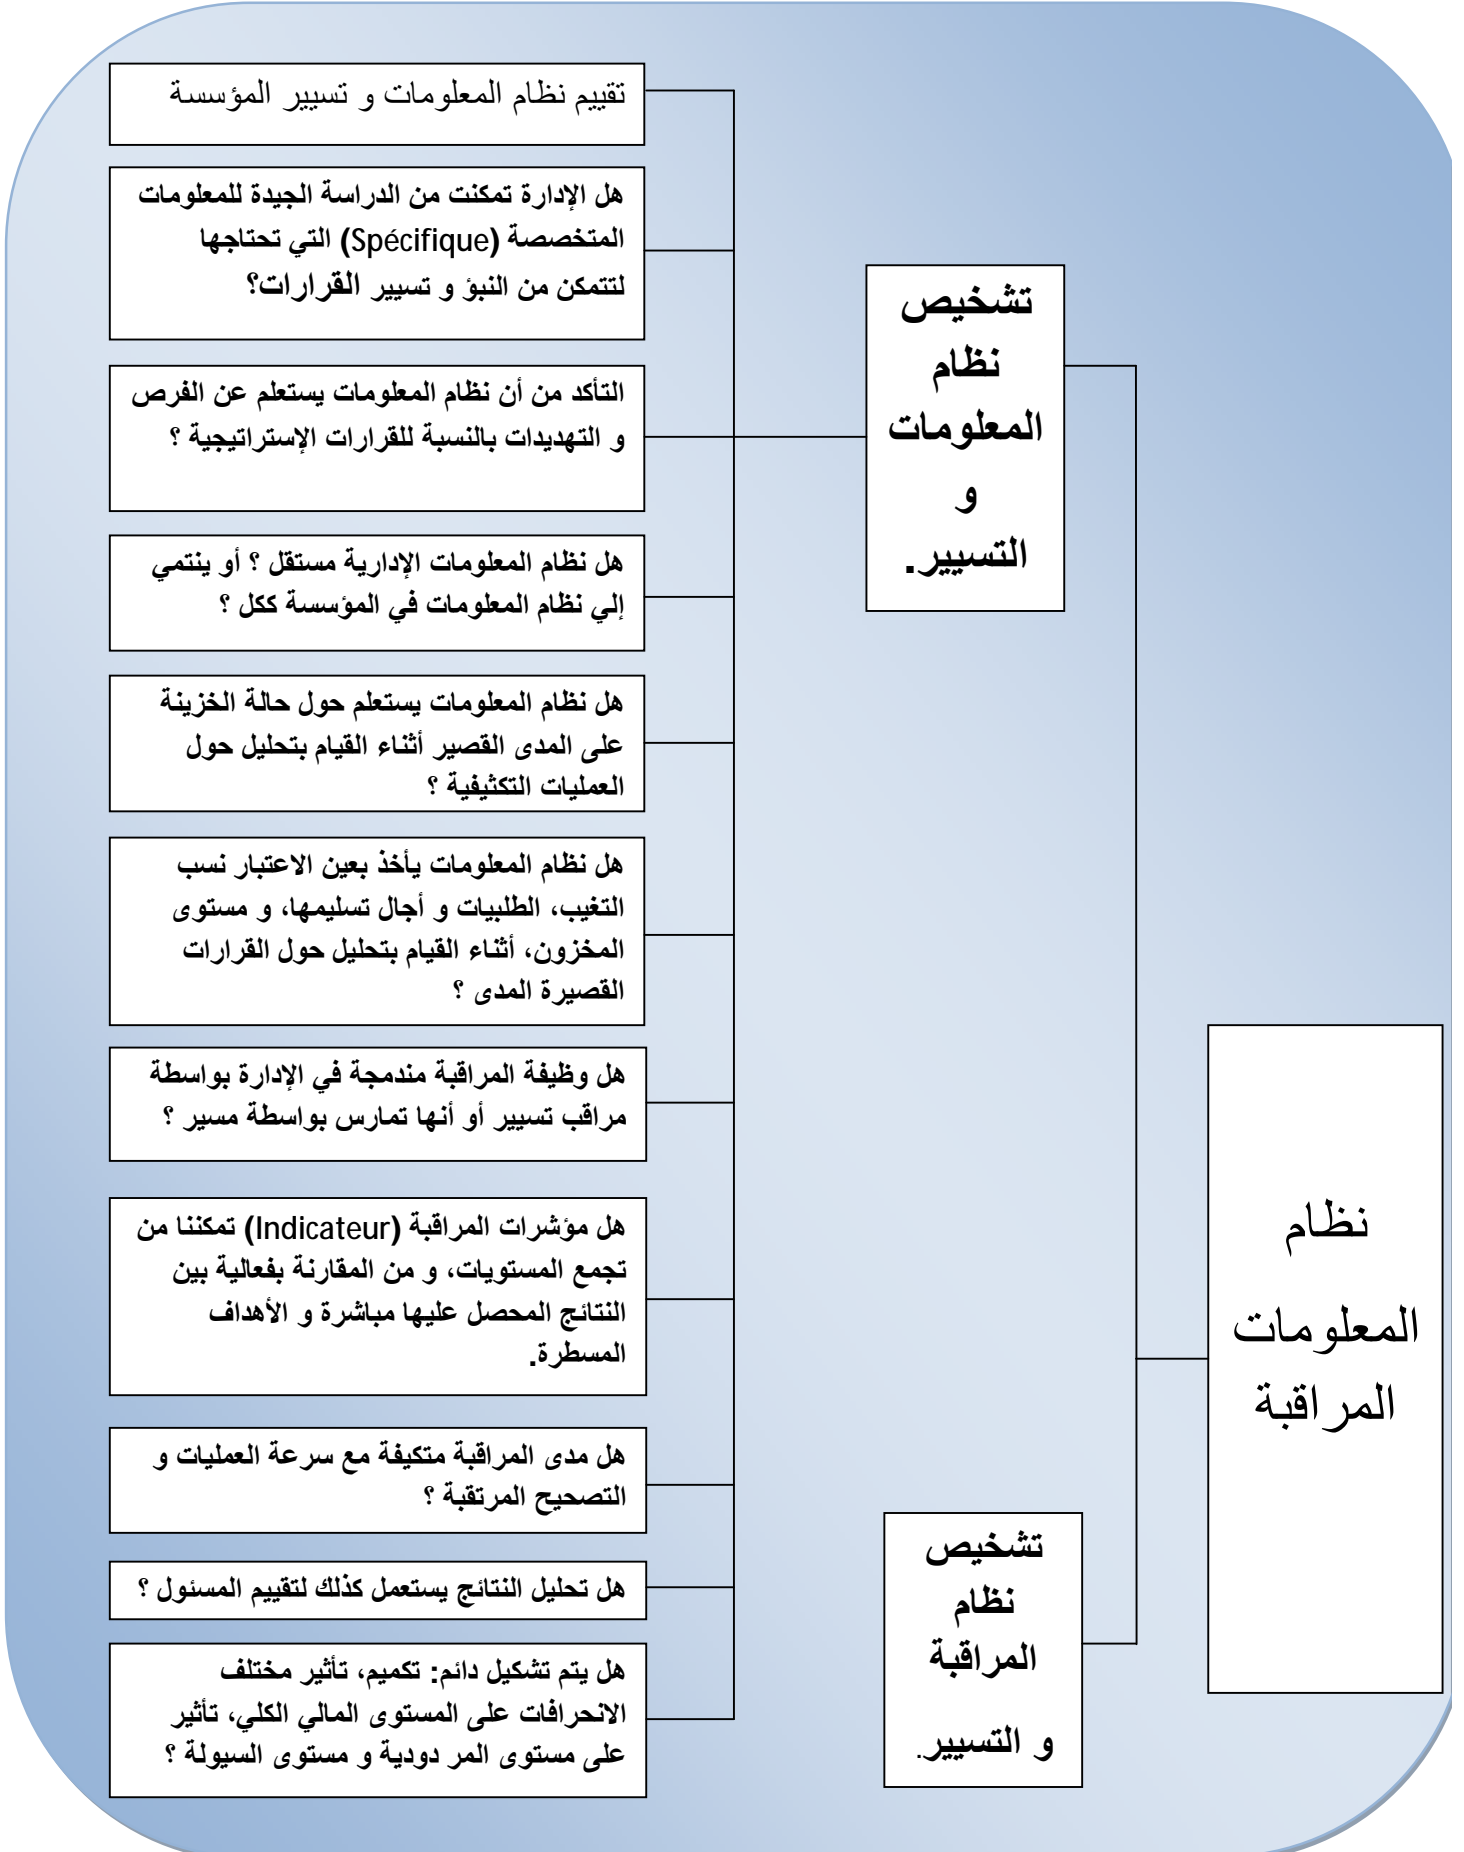 نظام
المعلومات
المراقبة
تشخيص
نظام
المعلومات
و
التسيير.
تقييم نظام المعلومات و تسيير المؤسسة
هل الإدارة تمكنت من الدراسة الجيدة للمعلومات
المتخصصة (Spécifique) التي تحتاجها
لتتمكن من النبؤ و تسيير القرارات؟
التأكد من أن نظام المعلومات يستعلم عن الفرص
و التهديدات بالنسبة للقرارات الإستراتيجية ؟
هل نظام المعلومات الإدارية مستقل ؟ أو ينتمي
إلي نظام المعلومات في المؤسسة ككل ؟
هل نظام المعلومات يستعلم حول حالة الخزينة
على المدى القصير أثناء القيام بتحليل حول
العمليات التكثيفية ؟
هل نظام المعلومات يأخذ بعين الاعتبار نسب
التغيب، الطلبيات و أجال تسليمها، و مستوى
المخزون، أثناء القيام بتحليل حول القرارات
القصيرة المدى ؟
هل وظيفة المراقبة مندمجة في الإدارة بواسطة
مراقب تسيير أو أنها تمارس بواسطة مسير ؟
هل مؤشرات المراقبة (Indicateur) تمكننا من
تجمع المستويات، و من المقارنة بفعالية بين
النتائج المحصل عليها مباشرة و الأهداف
المسطرة.
هل مدى المراقبة متكيفة مع سرعة العمليات و
التصحيح المرتقبة ؟
هل تحليل النتائج يستعمل كذلك لتقييم المسئول ؟
هل يتم تشكيل دائم: تكميم، تأثير مختلف
الانحرافات على المستوى المالي الكلي، تأثير
على مستوى المر دودية و مستوى السيولة ؟
تشخيص
نظام
المراقبة
و التسيير.